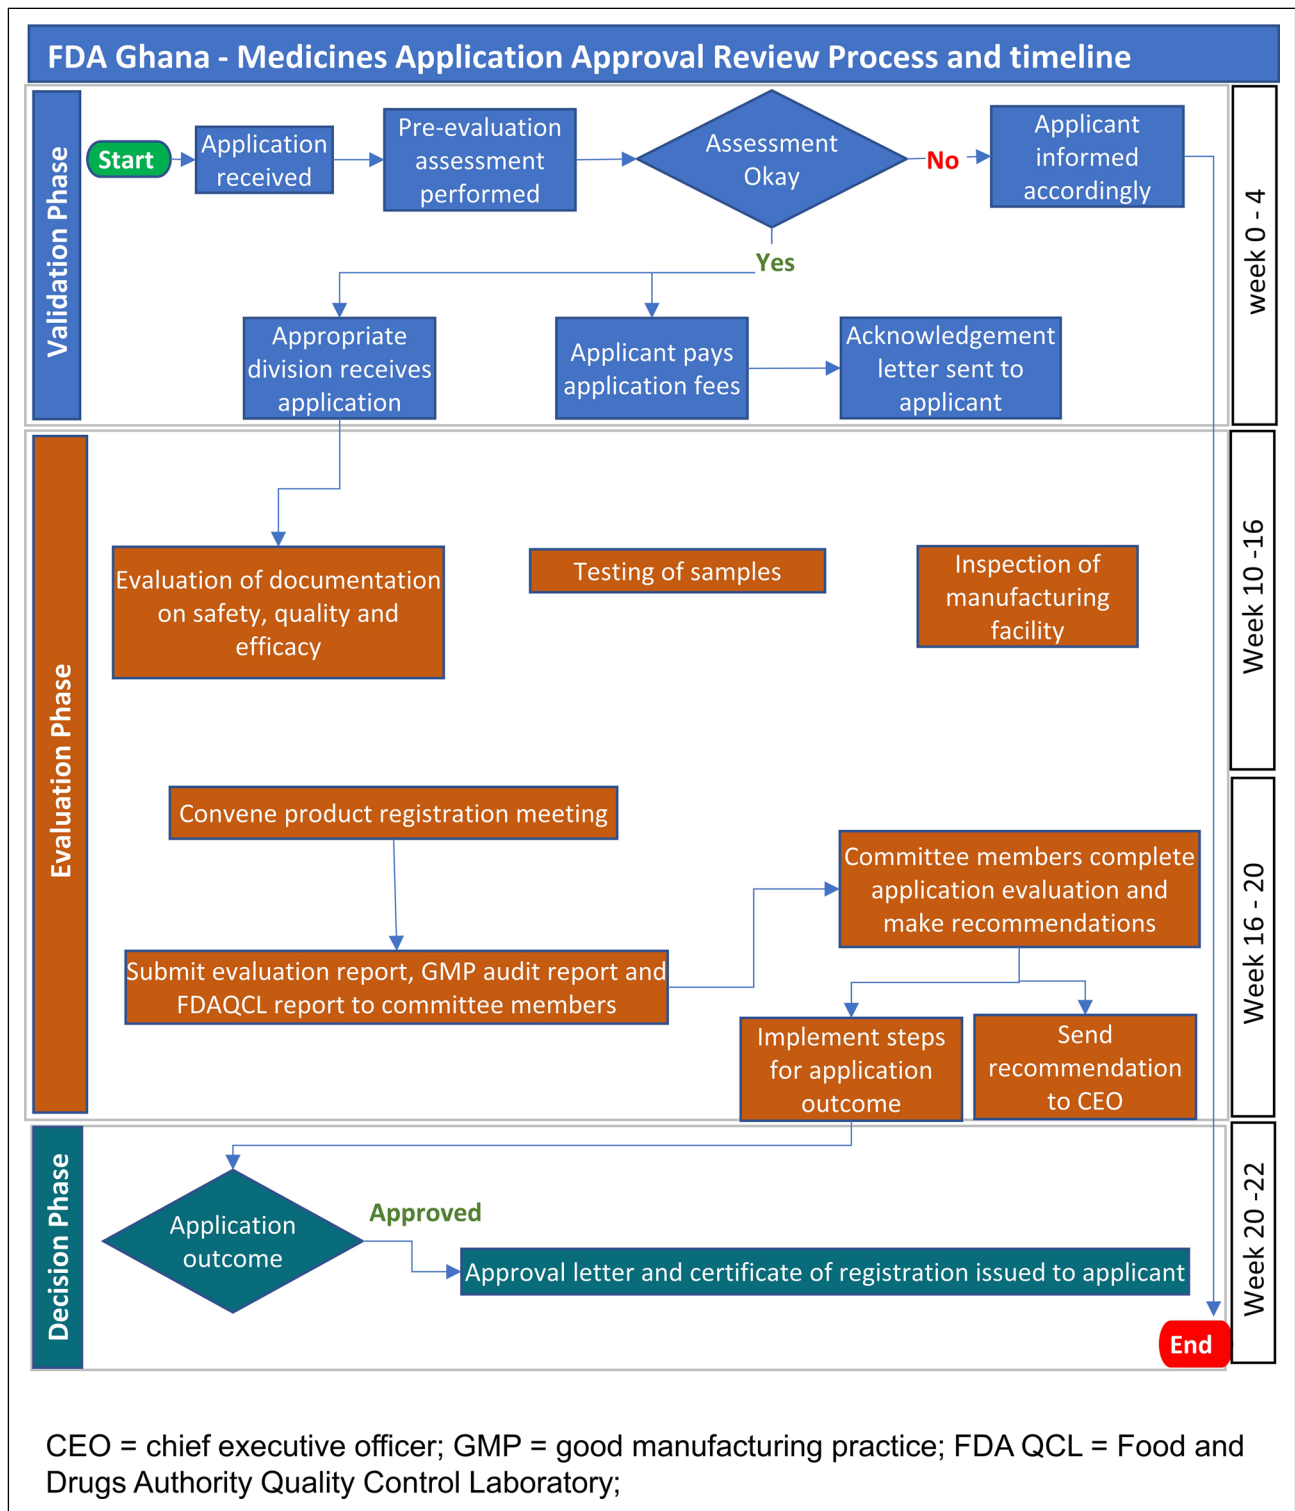 FDA Ghana - Medicines Application Approval Review Process and timeline
Validation Phase
Start
Application
received
Pre-evaluation
assessment
performed
Assessment
Okay
No
Applicant
informed
accordingly
week 0 - 4
Yes
Appropriate
division receives
application
Applicant pays
application fees
Acknowledgement
letter sent to
applicant
Evaluation Phase
Evaluation of documentation
on safety, quality and
efficacy
Testing of samples
Inspection of
manufacturing
facility
Week 10 -16
Convene product registration meeting
Submit evaluation report, GMP audit report and
FDAQCL report to committee members
Committee members complete
application evaluation and
make recommendations
Implement steps
for application
outcome
Send
recommendation
to CEO
Week 16 - 20
Decision Phase
Application
outcome
Approved
Approval letter and certificate of registration issued to applicant
End
Week 20 -22
CEO = chief executive officer; GMP = good manufacturing practice; FDA QCL = Food and
Drugs Authority Quality Control Laboratory;